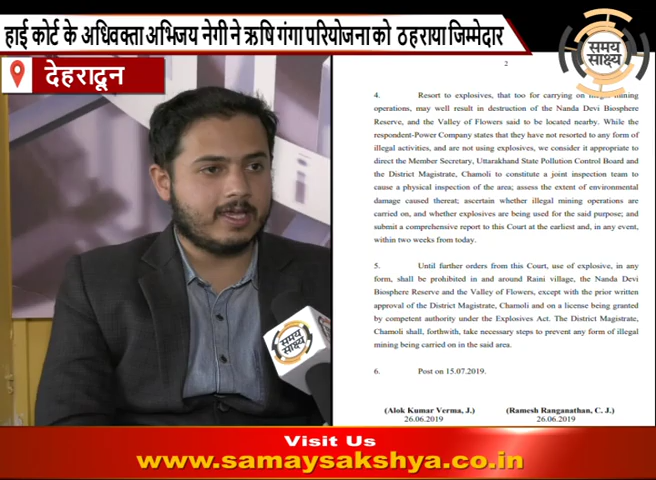 हाई कोर्ट के अधिवक्ता अभिजय नेगी ने ऋषि गंगा परियोजना को ठहराया जिम्मेदार
समय
साक्ष्य
देहरादून
2
4. Resort to explosives, that too for carrying on illegal mining
operations, may well result in destruction of the Nanda Devi Biosphere
Reserve, and the Valley of Flowers said to be located nearby. While the
respondent-Power Company states that they have not resorted to any form of
illegal activities, and are not using explosives, we consider it appropriate to
direct the Member Secretary, Uttarakhand State Pollution Control Board and
the District Magistrate, Chamoli to constitute a joint inspection team to
cause a physical inspection of the area; assess the extent of environmental
damage caused thereat; ascertain whether illegal mining operations are
carried on, and whether explosives are being used for the said purpose; and
submit a comprehensive report to this Court at the earliest and, in any event,
within two weeks from today.
5. Until further orders from this Court, use of explosive, in any
form, shall be prohibited in and around Raini village, the Nanda Devi
Biosphere Reserve and the Valley of Flowers, except with the prior written
approval of the District Magistrate, Chamoli and on a license being granted
by competent authority under the Explosives Act. The District Magistrate,
Chamoli shall, forthwith, take necessary steps to prevent any form of illegal
mining being carried on in the said area.
6. Post on 15.07.2019.
(Alok Kumar Verma, J.) (Ramesh Ranganathan, C. J.)
26.06.2019 26.06.2019
समय
साक्ष्य
Visit Us
www.samaysakshya.co.in